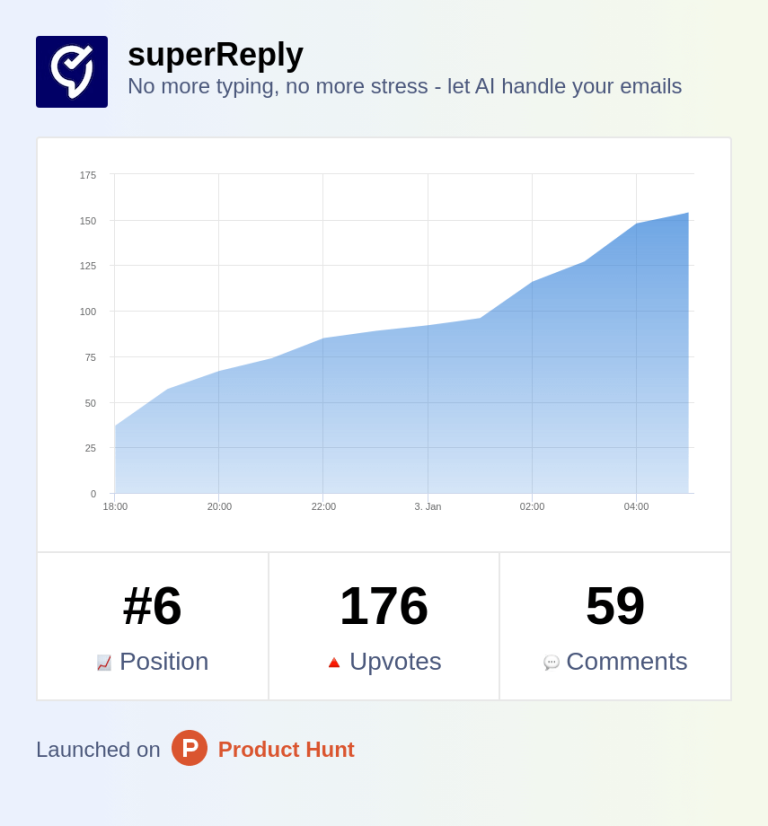 superReply
No more typing, no more stress - let AI handle your emails
175
150
125
100
75
50
25
0
18:00 20:00 22:00 3. Jan 02:00 04:00
#6 176 59
Position Upvotes Comments
Launched on P Product Hunt